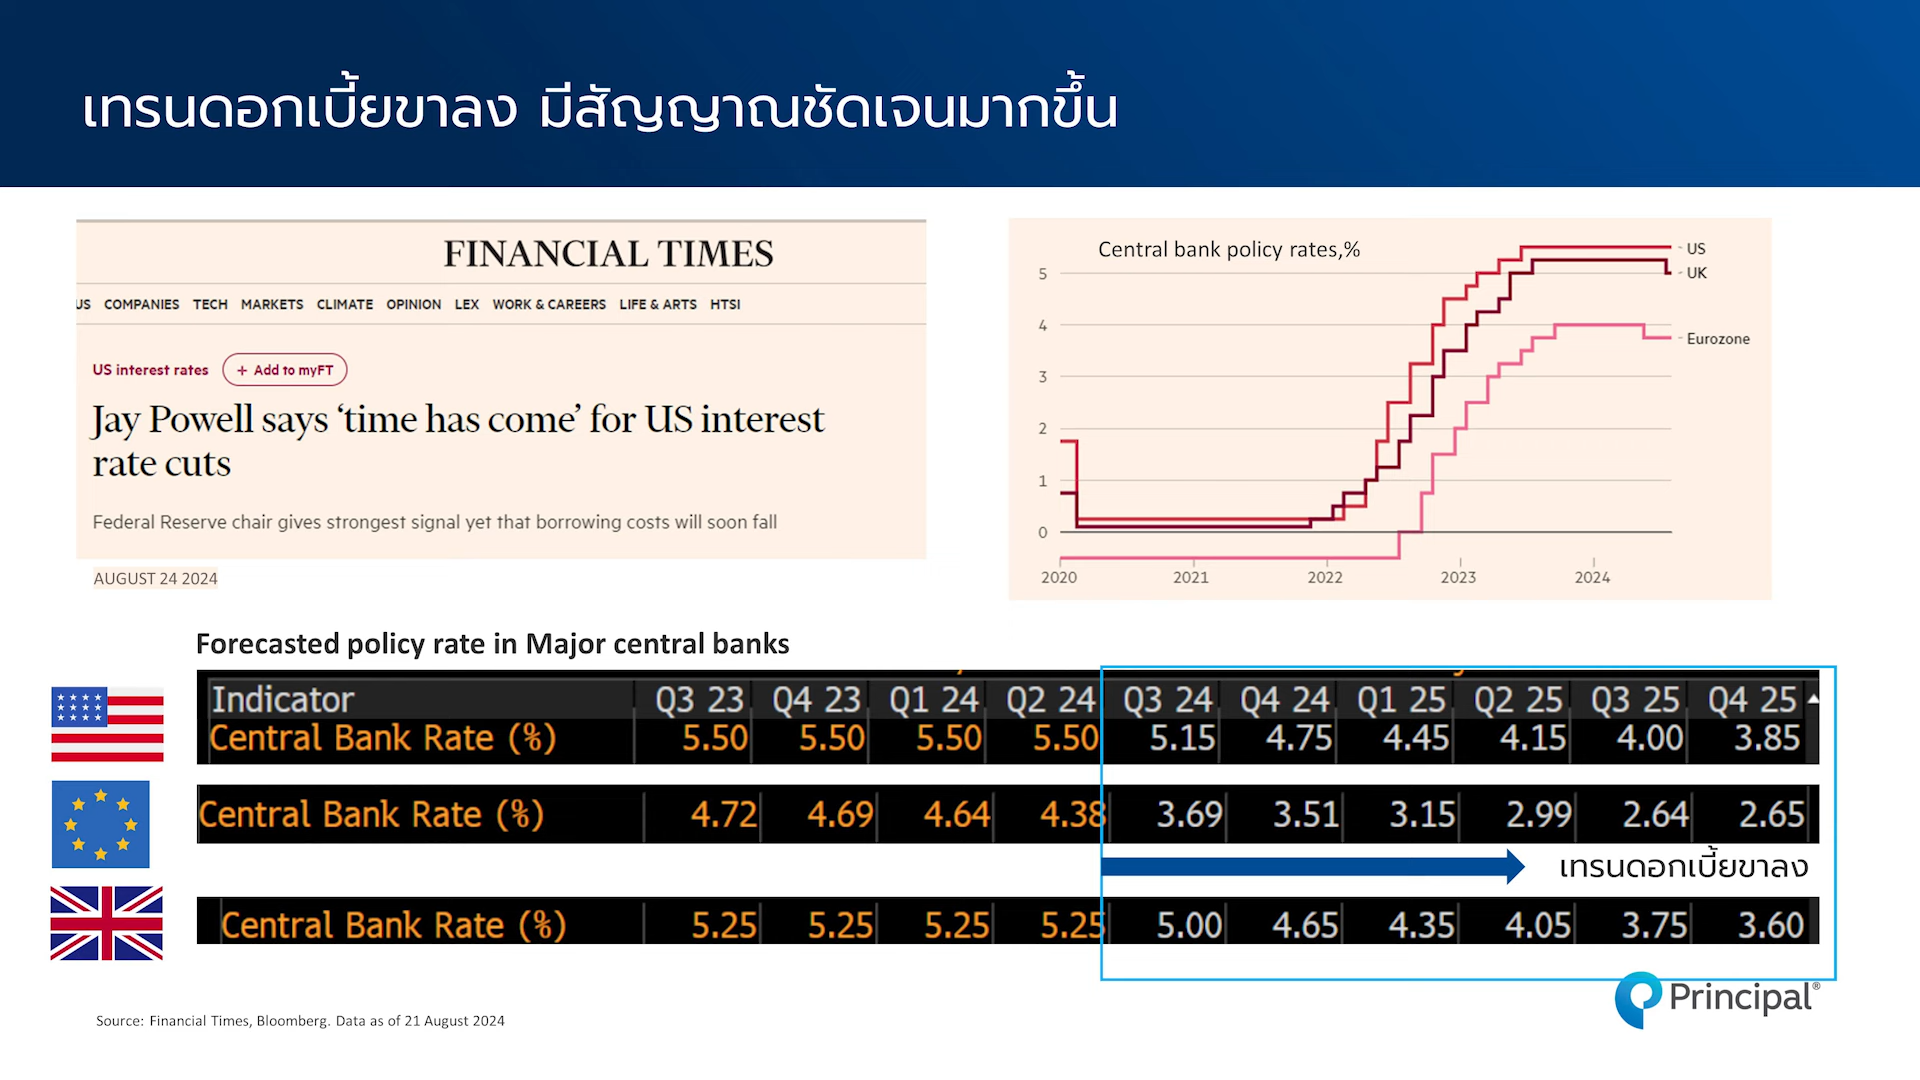 เทรนดอกเบี้ยขาลง มีสัญญาณชัดเจนมากขึ้น
FINANCIAL TIMES
US COMPANIES TECH MARKETS CLIMATE OPINION LEX WORK & CAREERS LIFE & ARTS HTSI
US interest rates + Add to myFT
Jay Powell says ‘time has come’ for US interest
rate cuts
Federal Reserve chair gives strongest signal yet that borrowing costs will soon fall
AUGUST 24 2024
Central bank policy rates,%
US
UK
Eurozone
5
4
3
2
1
0
2020 2021 2022 2023 2024
Forecasted policy rate in Major central banks
Indicator Q3 23 Q4 23 Q1 24 Q2 24 Q3 24 Q4 24 Q1 25 Q2 25 Q3 25 Q4 25
Central Bank Rate (%) 5.50 5.50 5.50 5.50 5.15 4.75 4.45 4.15 4.00 3.85
Central Bank Rate (%) 4.72 4.69 4.64 4.38 3.69 3.51 3.15 2.99 2.64 2.65
เทรนดอกเบี้ยขาลง
Central Bank Rate (%) 5.25 5.25 5.25 5.25 5.00 4.65 4.35 4.05 3.75 3.60
Principal®
Source: Financial Times, Bloomberg. Data as of 21 August 2024